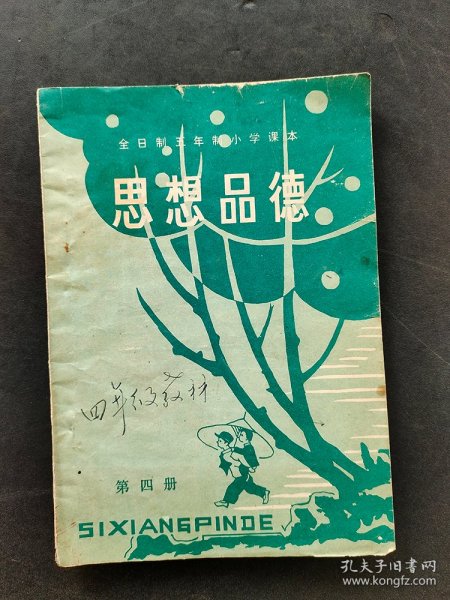 全日制五年制小学课本
思想品德
四年级教材
第四册
SIXIANGPINDE
孔夫子旧书网
www.kongfz.com